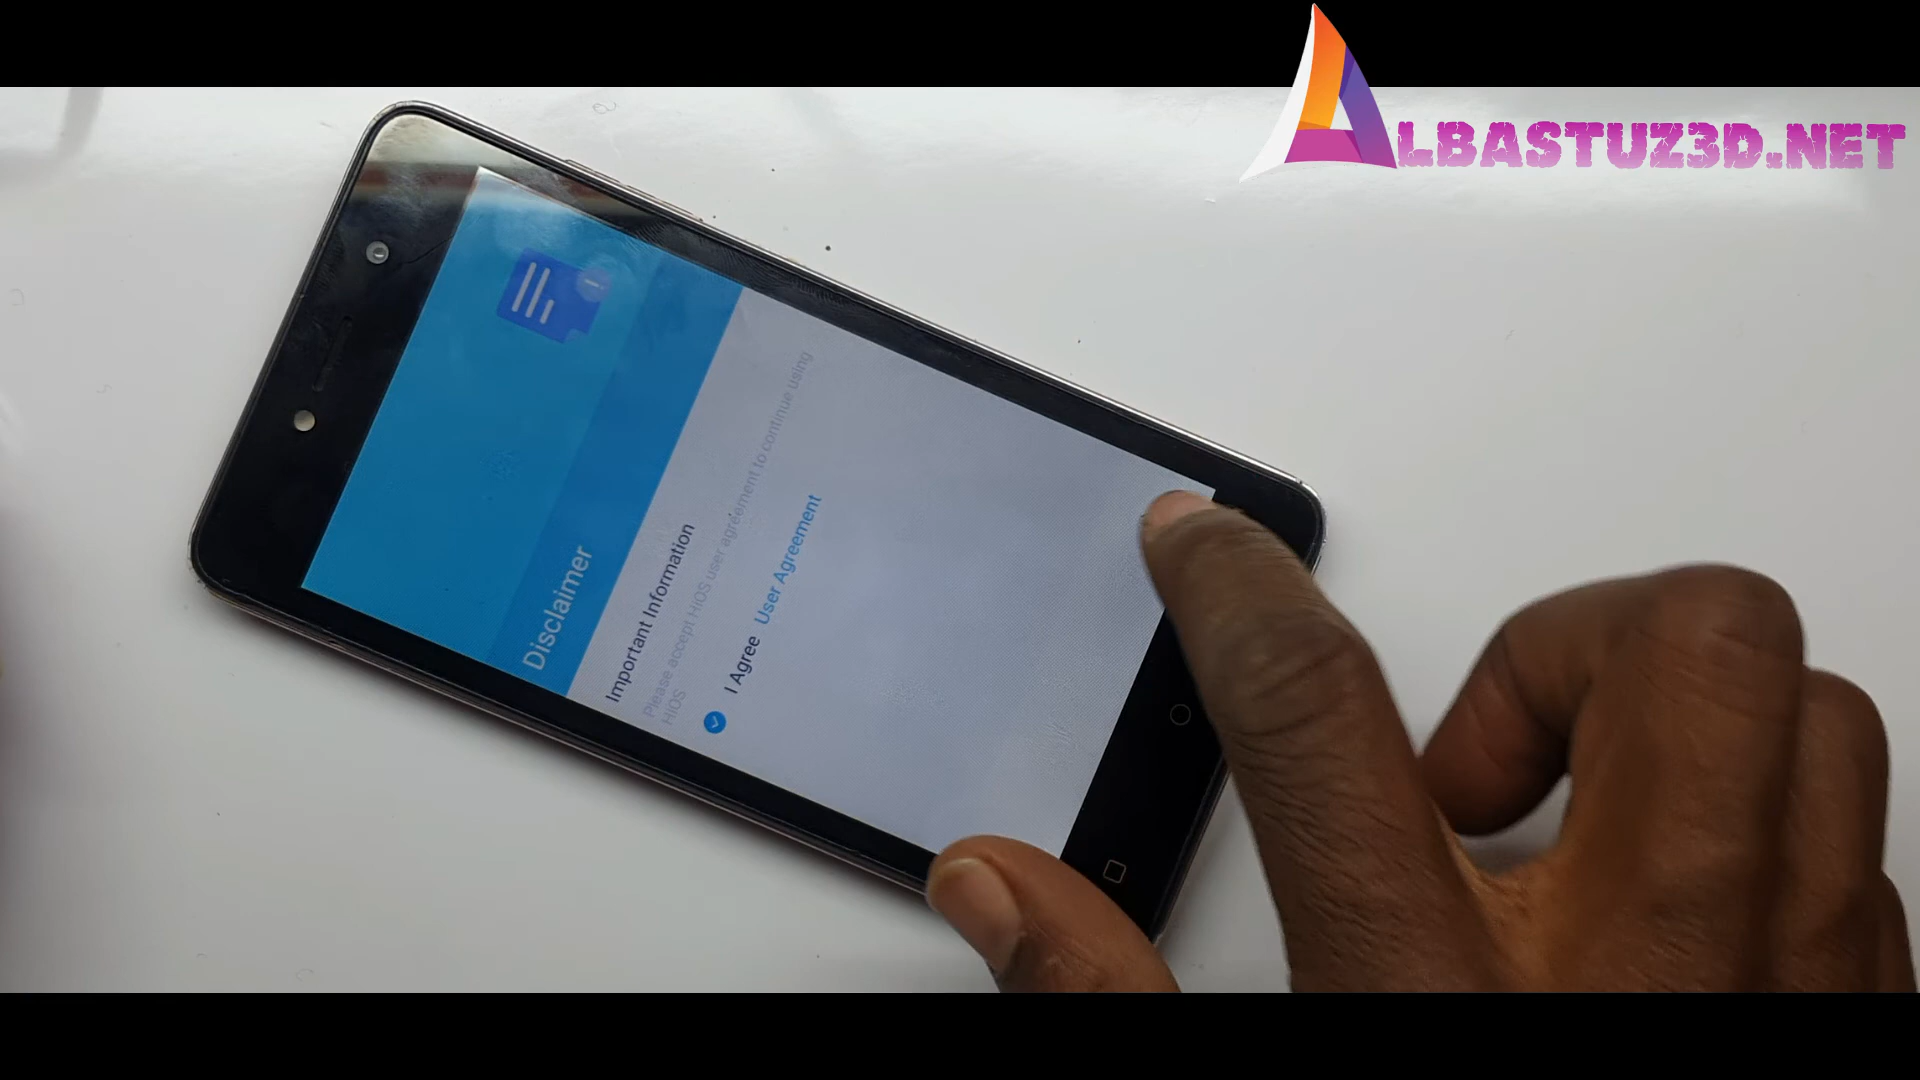 ALBASTUZ3D.NET
Disclaimer
Important Information
Please accept HiOS user agreement to continue using
HiOS
I Agree User Agreement